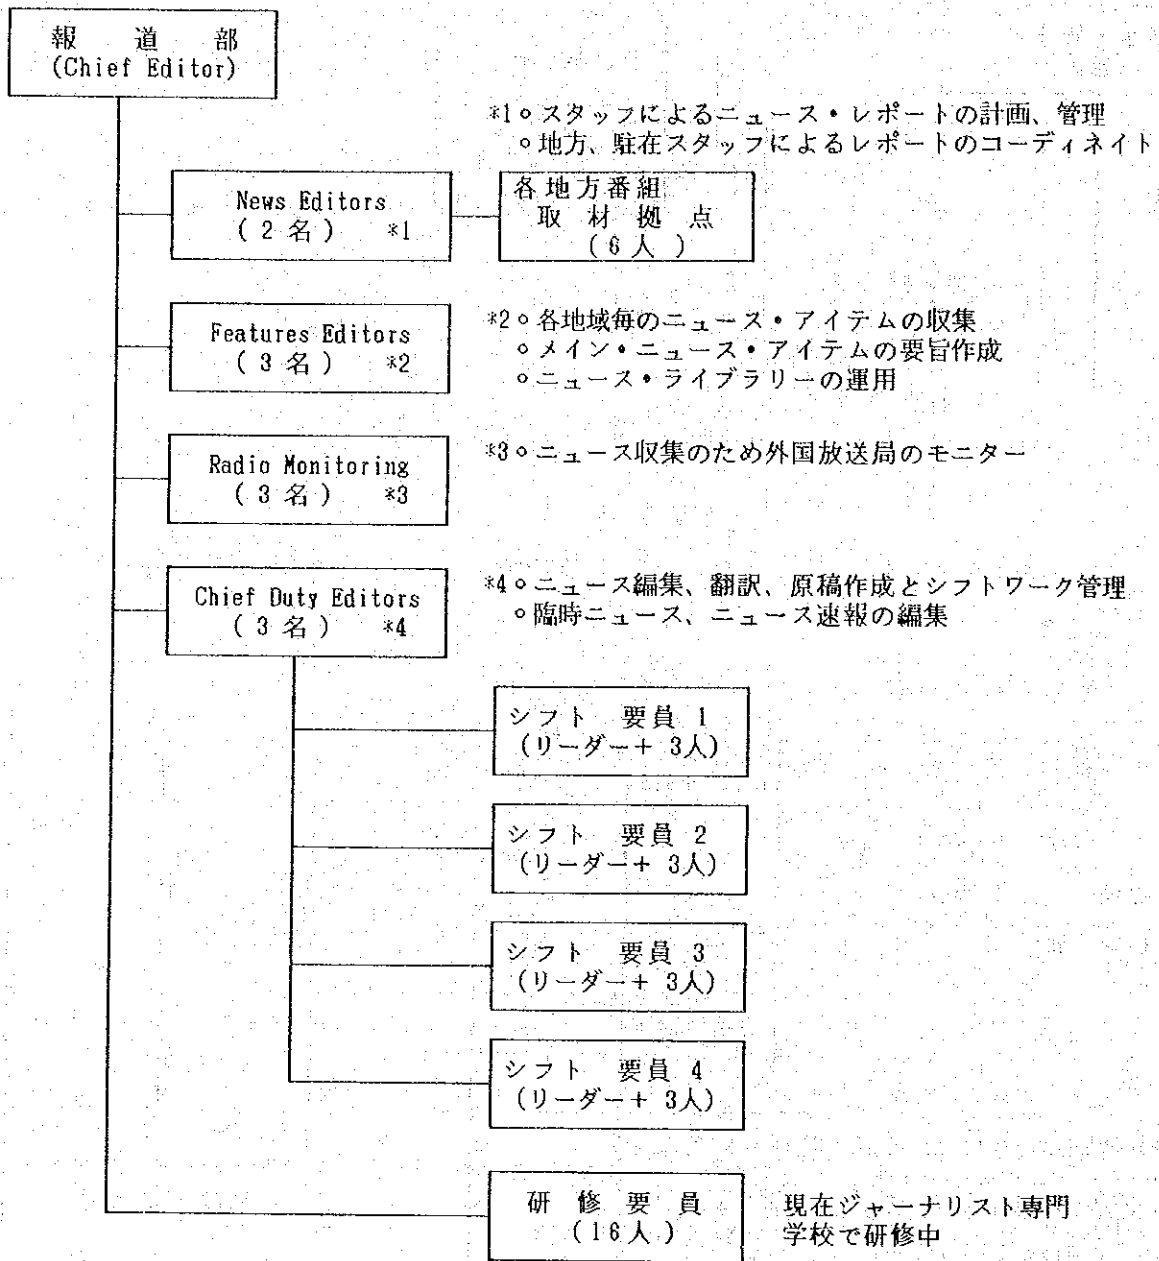 報 道 部
(Chief Editor)
*1○スタッフによるニュース・レポートの計画、管理
○地方、駐在スタッフによるレポートのコーディネイト
News Editors
(2名) *1
各地方番組
取材拠点
(6人)
Features Editors
(3名) *2
*2○各地域毎のニュース・アイテムの収集
○メイン・ニュース・アイテムの要旨作成
○ニュース・ライブラリーの運用
Radio Monitoring
(3名) *3
*3○ニュース収集のため外国放送局のモニター
Chief Duty Editors
(3名) *4
*4○ニュース編集、翻訳、原稿作成とシフトワーク管理
○臨時ニュース、ニュース速報の編集
シフト 要員 1
(リーダー+ 3人)
シフト 要員 2
(リーダー+ 3人)
シフト 要員 3
(リーダー+ 3人)
シフト 要員 4
(リーダー+ 3人)
研 修 要 員
(16人)
現在ジャーナリスト専門
学校で研修中